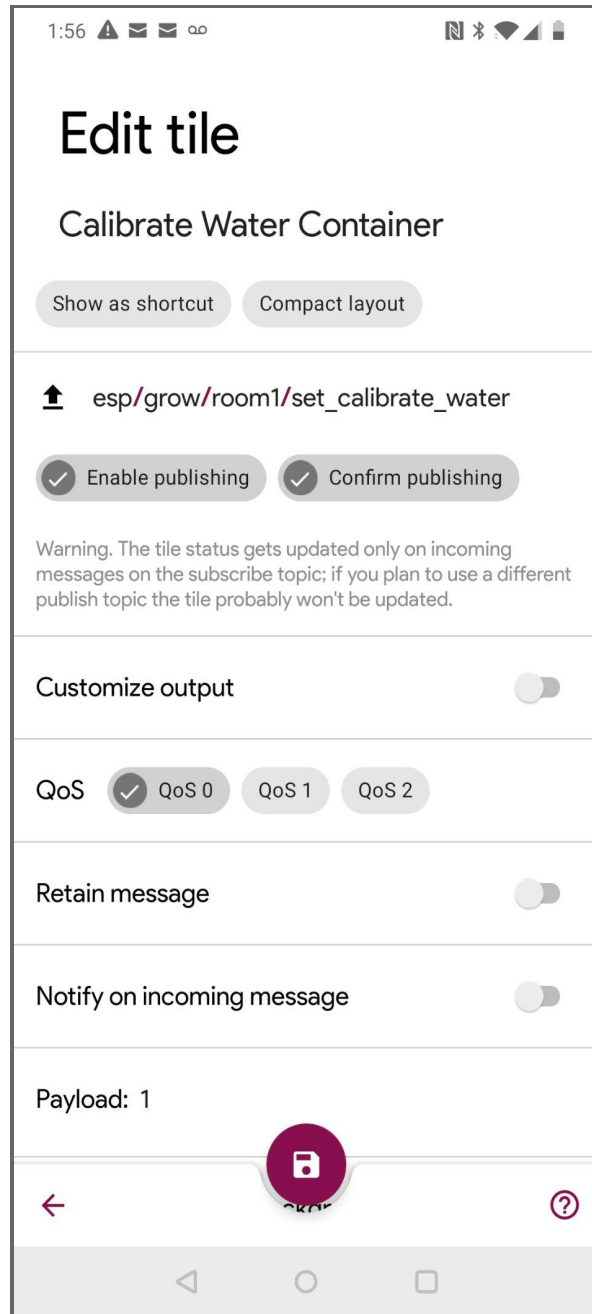 1:56
Edit tile
Calibrate Water Container
Show as shortcut Compact layout
esp/grow/room1/set_calibrate_water
Enable publishing Confirm publishing
Warning. The tile status gets updated only on incoming
messages on the subscribe topic; if you plan to use a different
publish topic the tile probably won't be updated.
Customize output
QoS QoS 0 QoS 1 QoS 2
Retain message
Notify on incoming message
Payload: 1